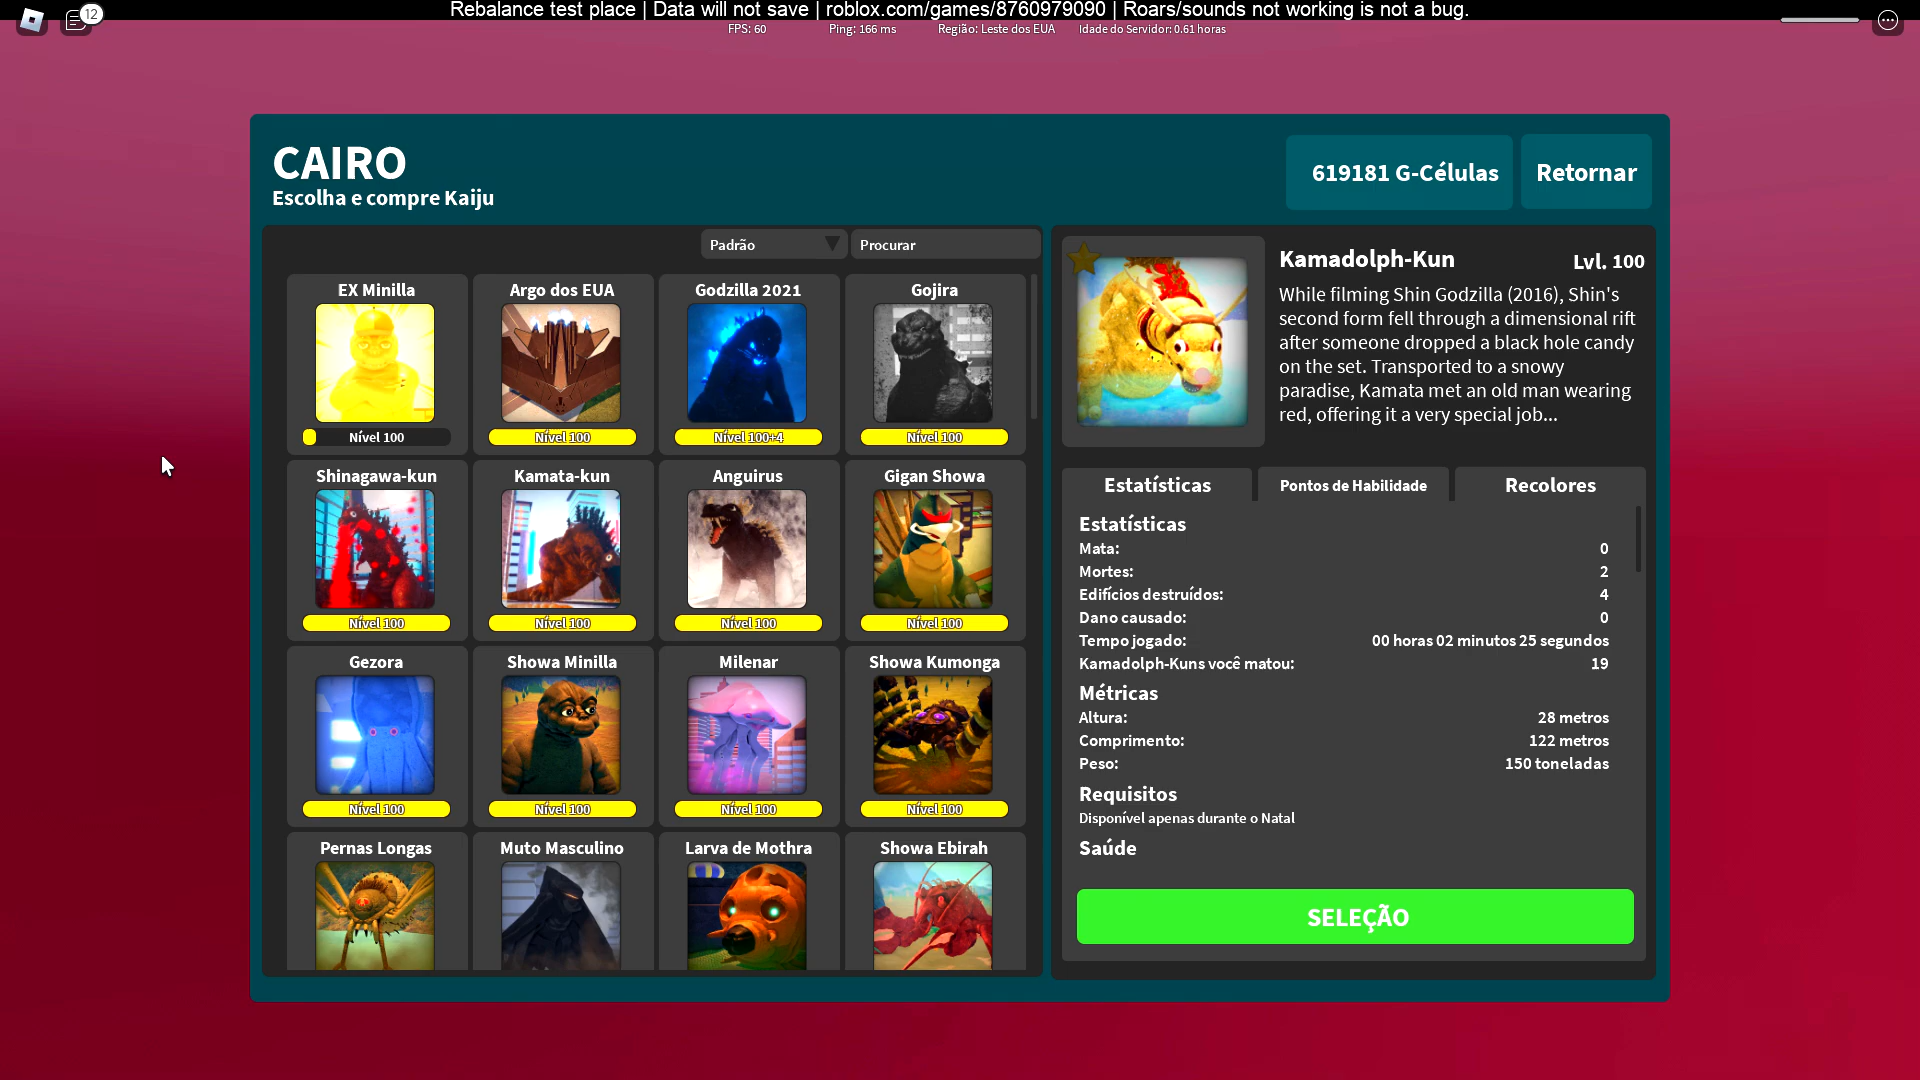 Rebalance test place | Data will not save | roblox.com/games/8760979090 | Roars/sounds not working is not a bug.
12
FPS: 60 Ping: 166 ms Região: Leste dos EUA Idade do Servidor: 0.61 horas
CAIRO
Escolha e compre Kaiju
619181 G-Células
Retornar
Padrão
Procurar
EX Minilla
Argo dos EUA
Godzilla 2021
Gojira
Nível 100
Nível 100
Nível 100+4
Nível 100
Shinagawa-kun
Kamata-kun
Anguirus
Gigan Showa
Nível 100
Nível 100
Nível 100
Nível 100
Gezora
Showa Minilla
Milenar
Showa Kumonga
Nível 100
Nível 100
Nível 100
Nível 100
Pernas Longas
Muto Masculino
Larva de Mothra
Showa Ebirah
Kamadolph-Kun
Lvl. 100
While filming Shin Godzilla (2016), Shin's
second form fell through a dimensional rift
after someone dropped a black hole candy
on the set. Transported to a snowy
paradise, Kamata met an old man wearing
red, offering it a very special job...
Estatísticas
Pontos de Habilidade
Recolores
Estatísticas
Mata: 0
Mortes: 2
Edifícios destruídos: 4
Dano causado: 0
Tempo jogado: 00 horas 02 minutos 25 segundos
Kamadolph-Kuns você matou: 19
Métricas
Altura: 28 metros
Comprimento: 122 metros
Peso: 150 toneladas
Requisitos
Disponível apenas durante o Natal
Saúde
SELEÇÃO